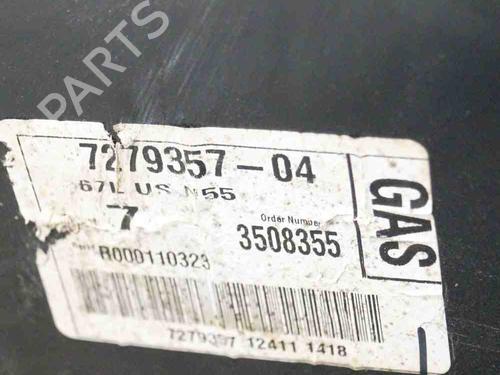 PARTS
7279357-04
67L US N55
7
Order Number
3508355
R000110323
GAS
7279357 12411 1418